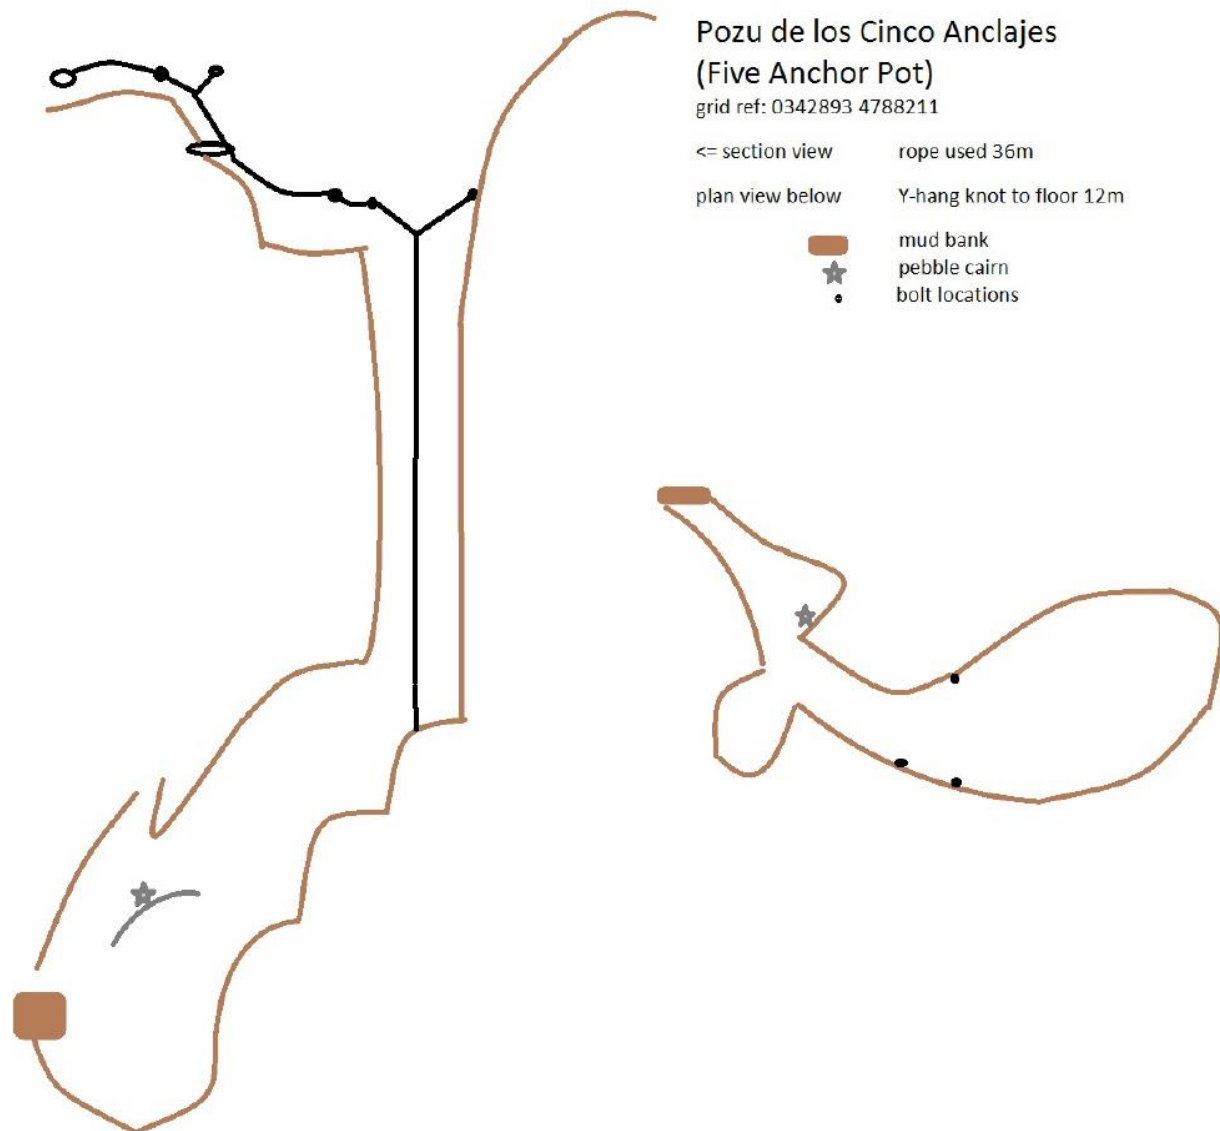 Pozu de los Cinco Anclajes
(Five Anchor Pot)
grid ref: 0342893 4788211
<= section view rope used 36m
plan view below Y-hang knot to floor 12m
mud bank
pebble cairn
bolt locations